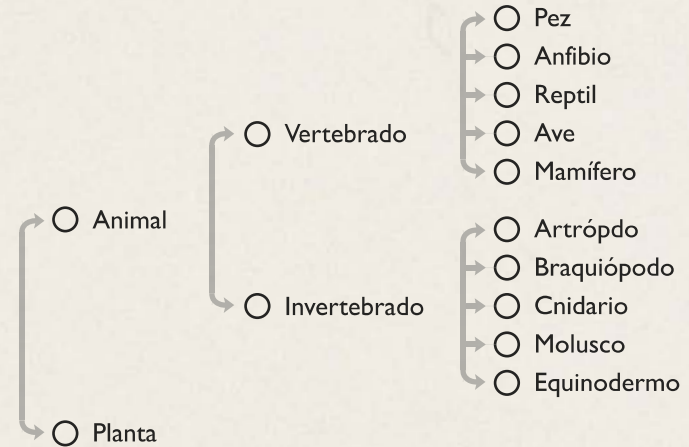 Pez
Anfibio
Reptil
Ave
Mamífero
Vertebrado
Animal
Artrópdo
Braquiópodo
Cnidario
Molusco
Equinodermo
Invertebrado
Planta